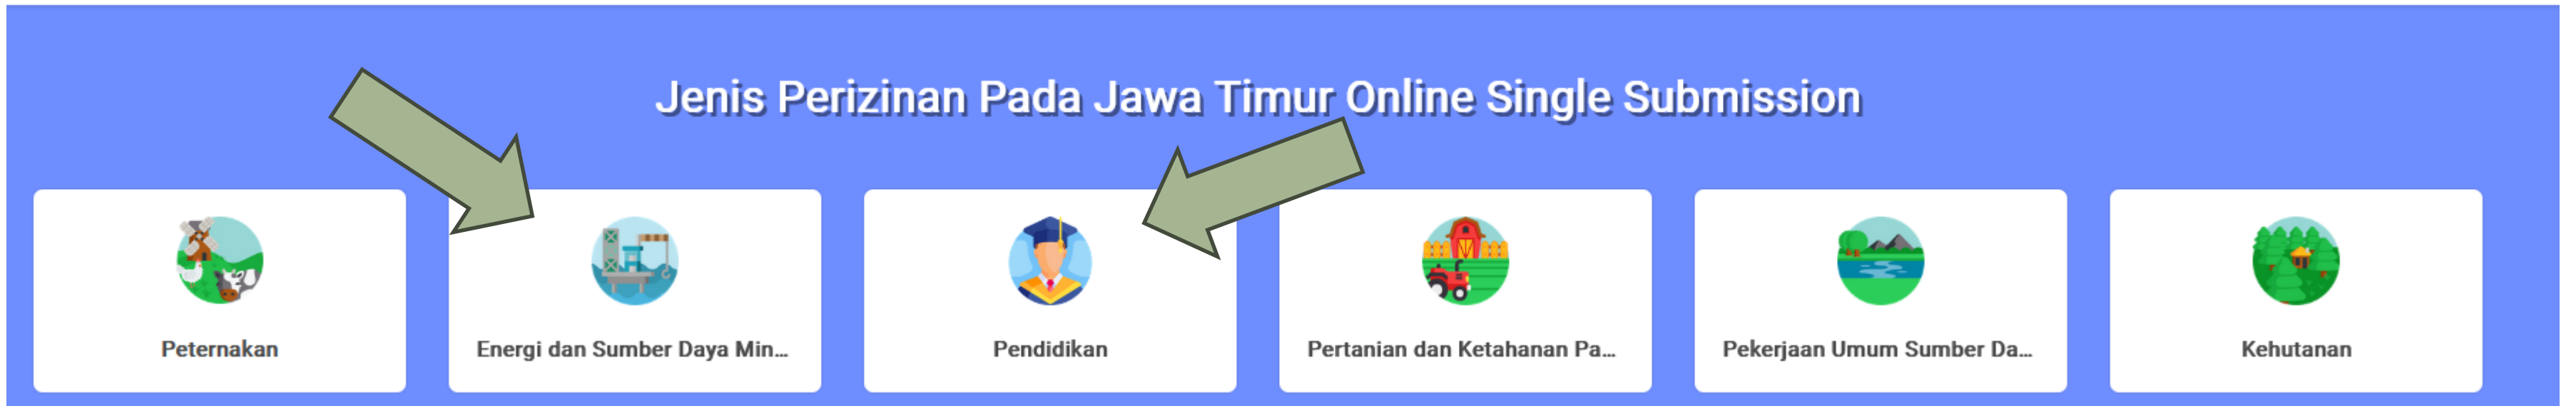 Jenis Perizinan Pada Jawa Timur Online Single Submission
Peternakan
Energi dan Sumber Daya Min...
Pendidikan
Pertanian dan Ketahanan Pa...
Pekerjaan Umum Sumber Da...
Kehutanan